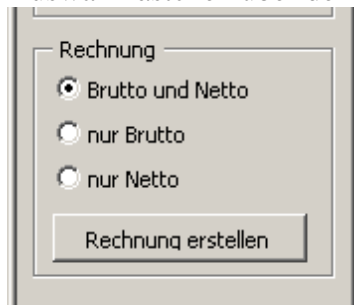 Rechnung
Brutto und Netto
nur Brutto
nur Netto
Rechnung erstellen